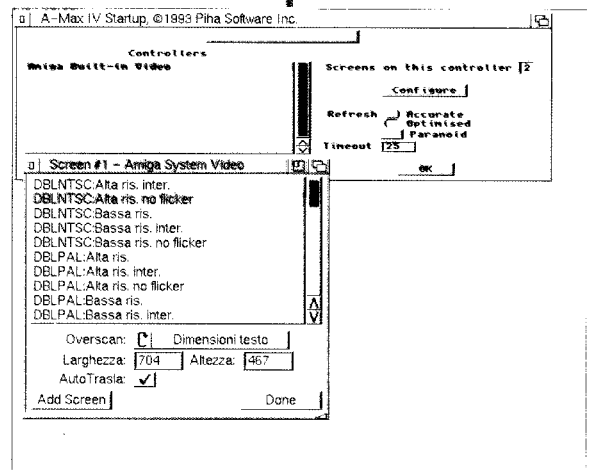 A-Max IV Startup, ©1993 Piha Software Inc.
Controllers
Amiga Built-in Video
Screens on this controller 2
Configure
Refresh
Accurate
Optimised
Paranoid
Timeout 25
OK
Screen #1 - Amiga System Video
DBLNTSC:Alta ris. inter.
DBLNTSC:Alta ris. no flicker
DBLNTSC:Bassa ris.
DBLNTSC:Bassa ris. inter.
DBLNTSC:Bassa ris. no flicker
DBLPAL:Alta ris.
DBLPAL:Alta ris. inter.
DBLPAL:Alta ris. no flicker
DBLPAL:Bassa ris.
DBLPAL:Bassa ris. inter.
Overscan: Dimensioni testo
Larghezza: 704 Altezza: 467
AutoTrasla:
Add Screen Done